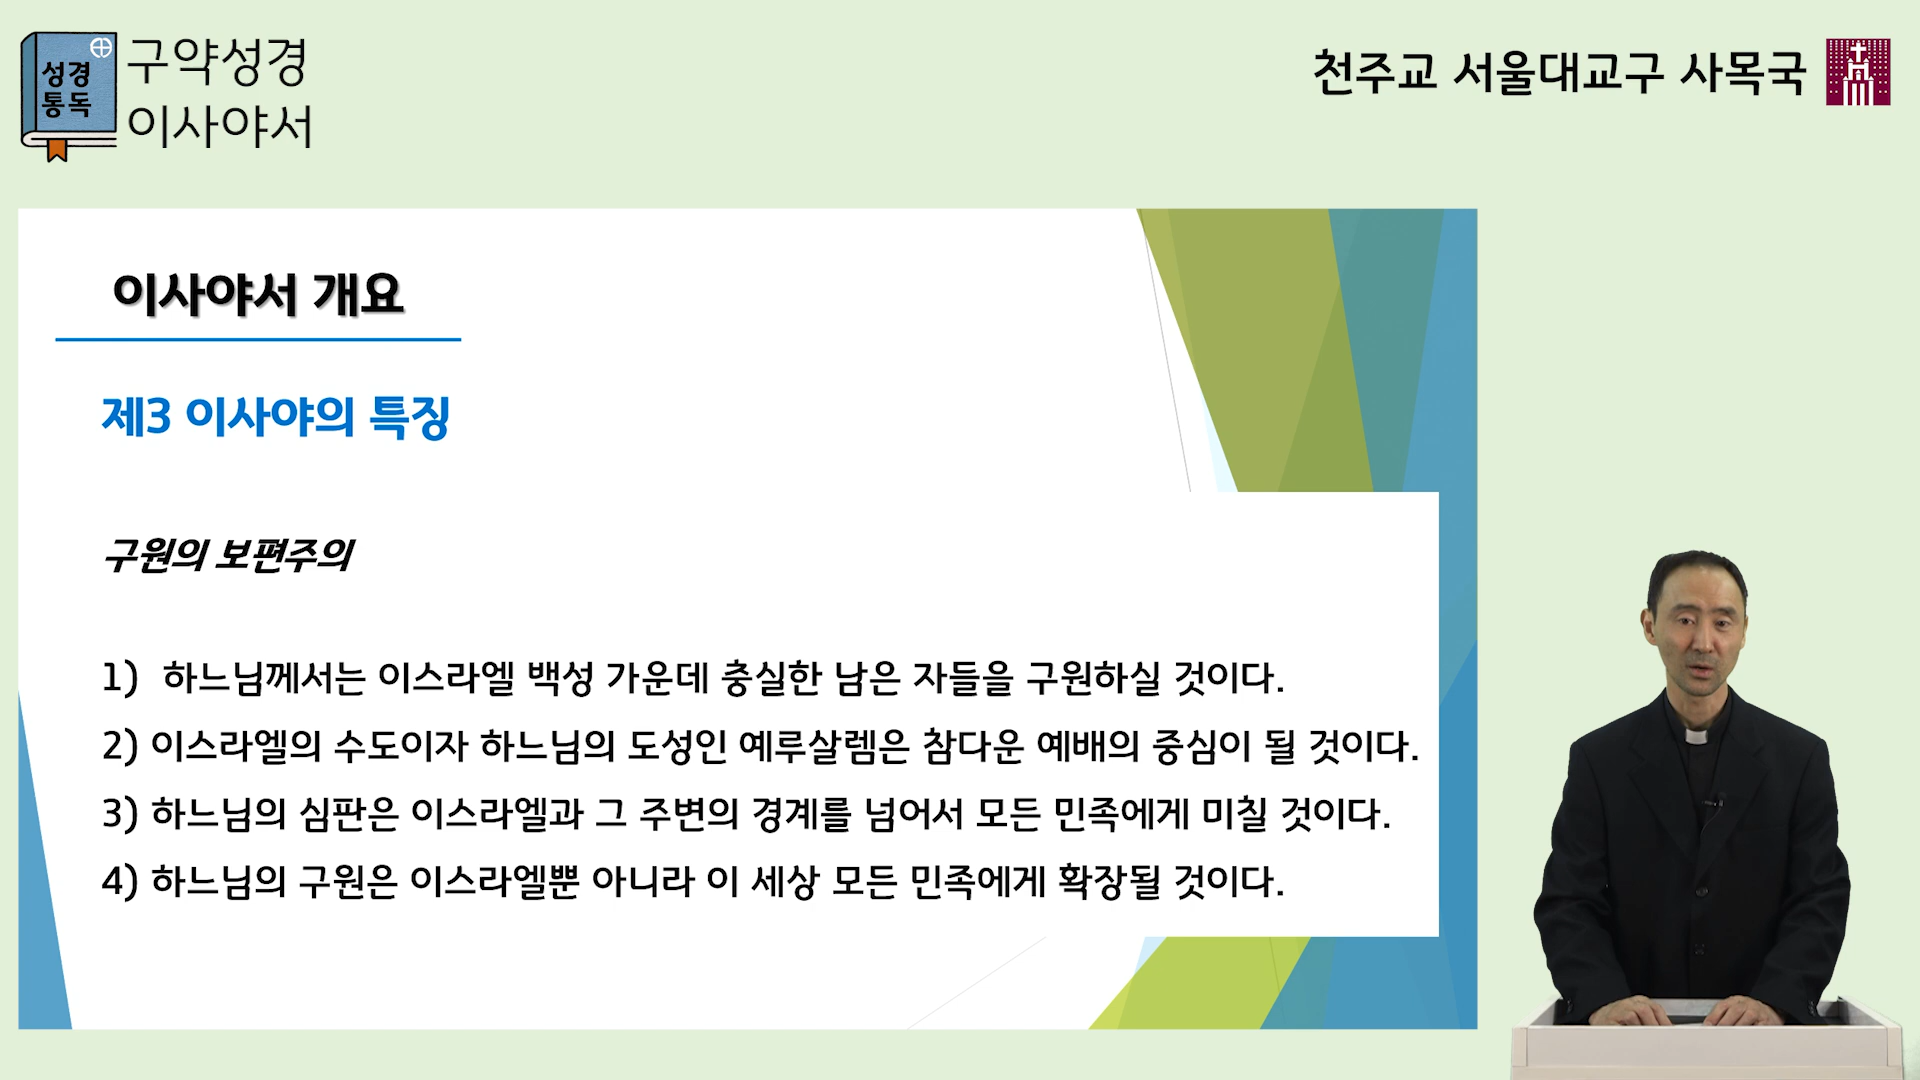 성경
통독
구약성경
이사야서
천주교 서울대교구 사목국
이사야서 개요
제3 이사야의 특징
구원의 보편주의
1) 하느님께서는 이스라엘 백성 가운데 충실한 남은 자들을 구원하실 것이다.
2) 이스라엘의 수도이자 하느님의 도성인 예루살렘은 참다운 예배의 중심이 될 것이다.
3) 하느님의 심판은 이스라엘과 그 주변의 경계를 넘어서 모든 민족에게 미칠 것이다.
4) 하느님의 구원은 이스라엘뿐 아니라 이 세상 모든 민족에게 확장될 것이다.